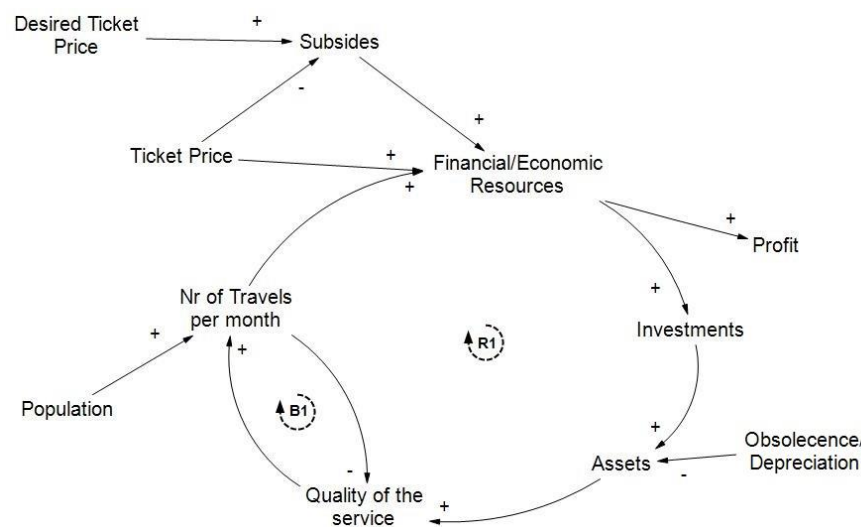 Desired Ticket
Price
+
Subsides
-
+
Ticket Price
+
Financial/Economic
Resources
+
+
Profit
Nr of Travels
per month
+
Investments
+
+
R1
Population
B1
+
Obsolecence/
Depreciation
Assets
-
-
Quality of the
service
+